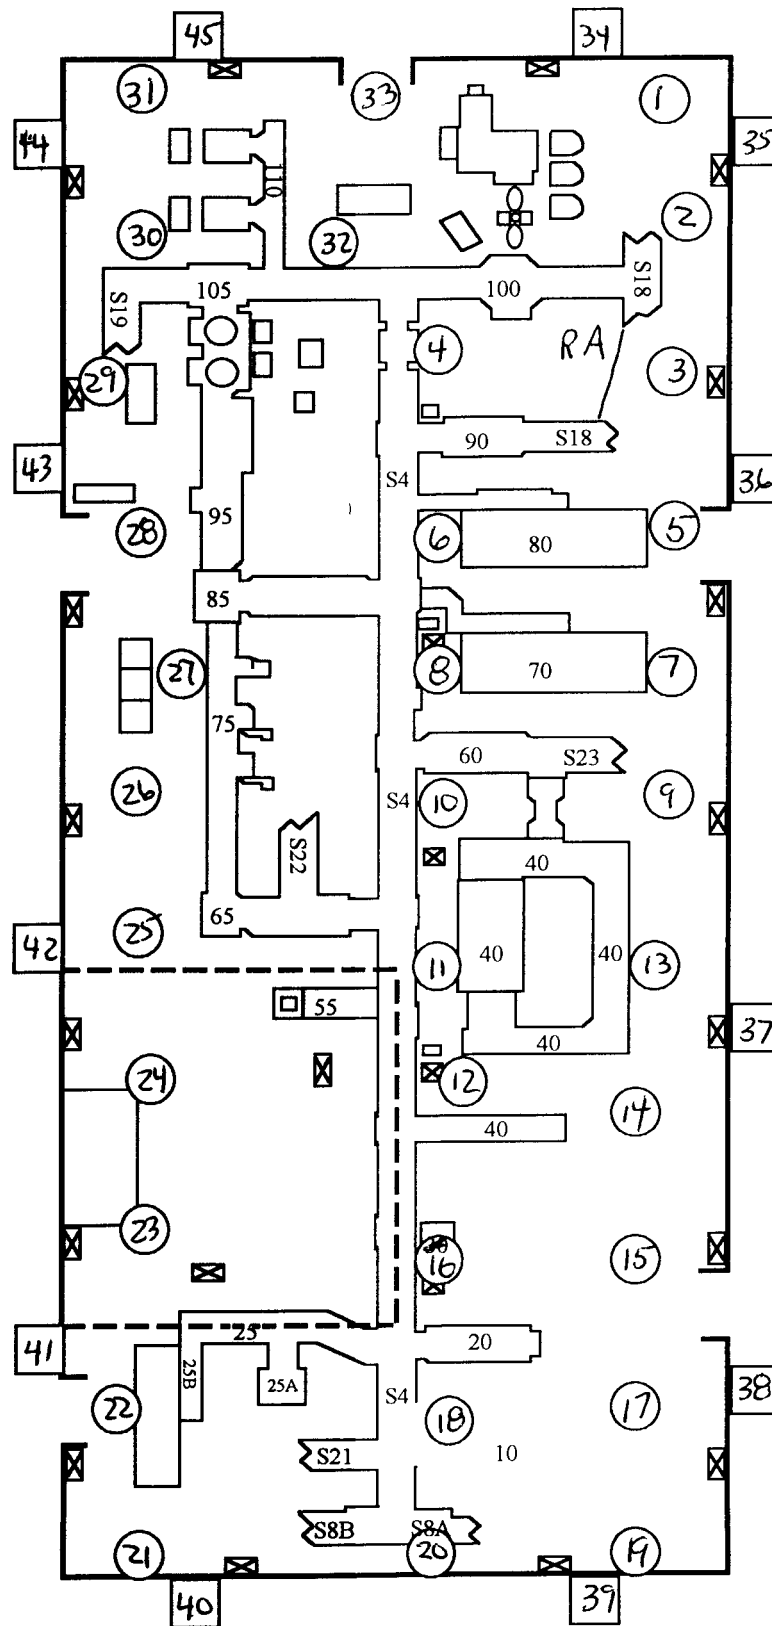 45 34
31 33 1
44 35
110
30 32 2
S19 105 100 S18
4 RA 3
29
90 S18
43 S4 36
95 28 6 80 5
85
27 8 70 7
75
60 S23
26 S4 10 9
S22 40
65
25
42 11 40 40 13
55
40 37
24 12
14
40
23 30 16 15
25 20
41
25B 25A 38
22 S4 18 17
S21 10
S8B S8A
21 20 19
40 39